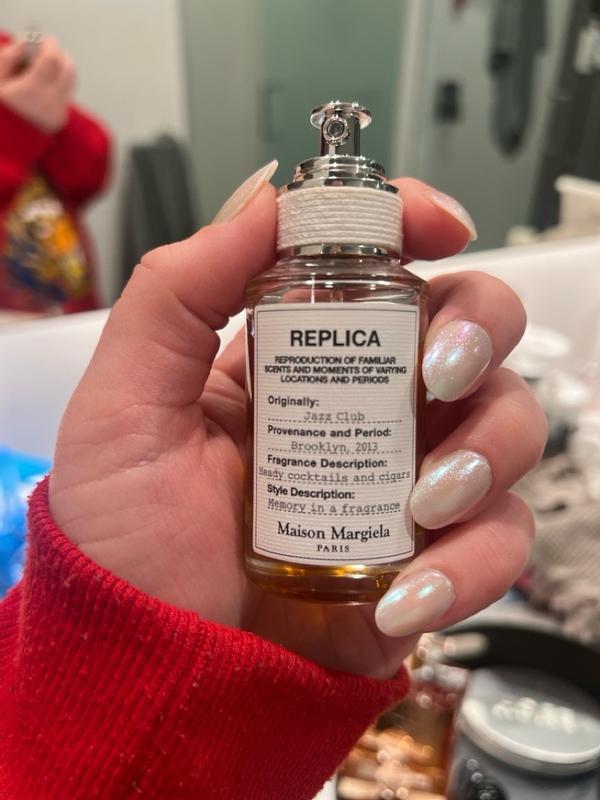 REPLICA
REPRODUCTION OF FAMILIAR
SCENTS AND MOMENTS OF VARYING
LOCATIONS AND PERIODS
Originally:
Jazz Club
Provenance and Period:
Brooklyn, 2013
Fragrance Description:
Heady cocktails and cigars
Style Description:
Memory in a fragrance
Maison Margiela
PARIS